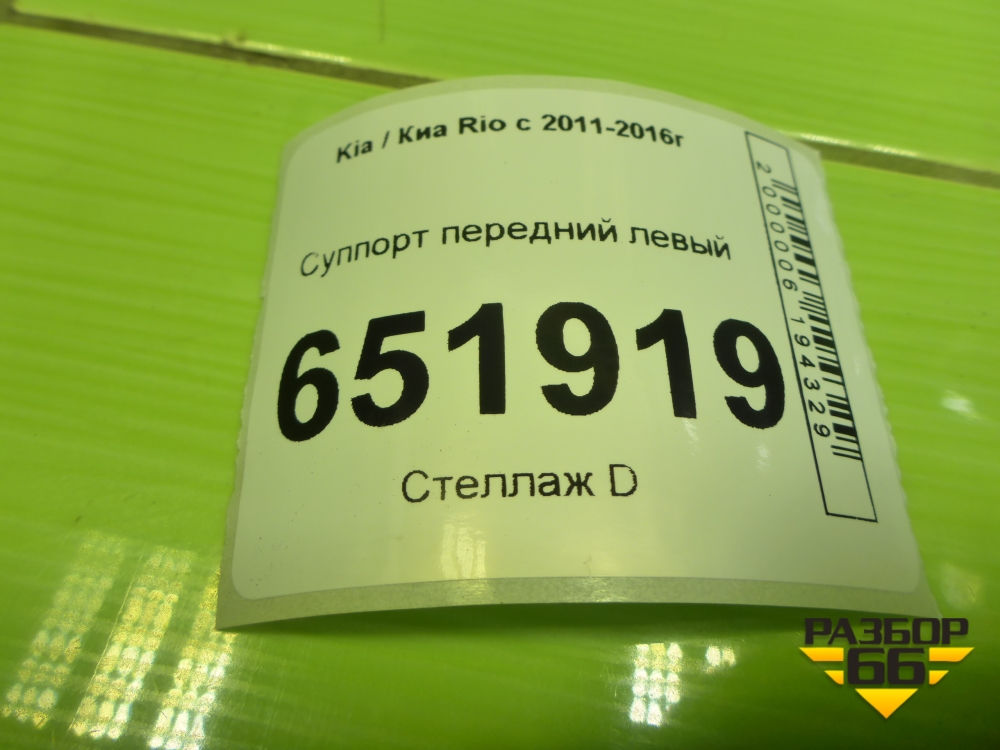 Kia / Киа Rio с 2011-2016г
Суппорт передний левый
651919
Стеллаж D
2000006194329
РАЗБОР
66